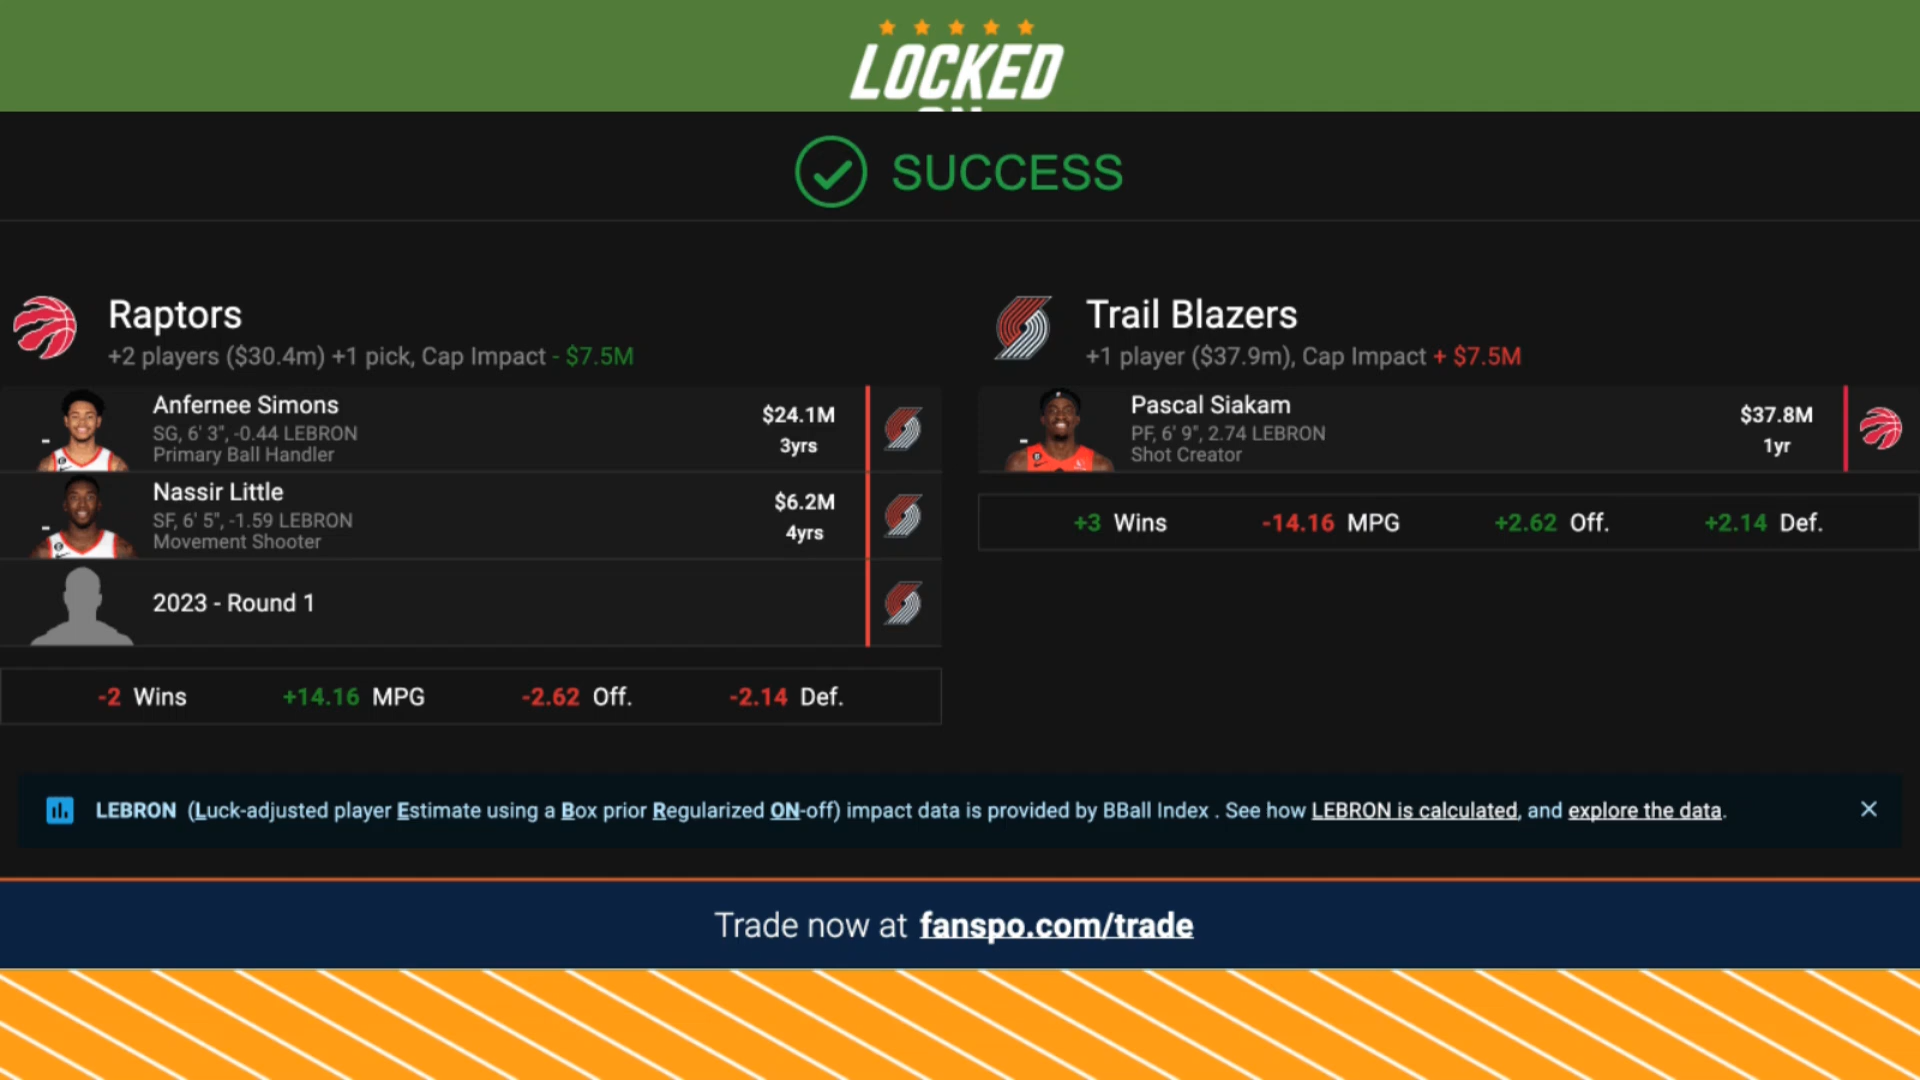 LOCKED
SUCCESS
Raptors
+2 players ($30.4m) +1 pick, Cap Impact - $7.5M
Anfernee Simons
SG, 6' 3", -0.44 LEBRON
Primary Ball Handler
$24.1M
3yrs
Nassir Little
SF, 6' 5", -1.59 LEBRON
Movement Shooter
$6.2M
4yrs
2023 - Round 1
-2 Wins +14.16 MPG -2.62 Off. -2.14 Def.
Trail Blazers
+1 player ($37.9m), Cap Impact + $7.5M
Pascal Siakam
PF, 6' 9", 2.74 LEBRON
Shot Creator
$37.8M
1yr
+3 Wins -14.16 MPG +2.62 Off. +2.14 Def.
LEBRON (Luck-adjusted player Estimate using a Box prior Regularized ON-off) impact data is provided by BBall Index . See how LEBRON is calculated, and explore the data.
Trade now at fanspo.com/trade